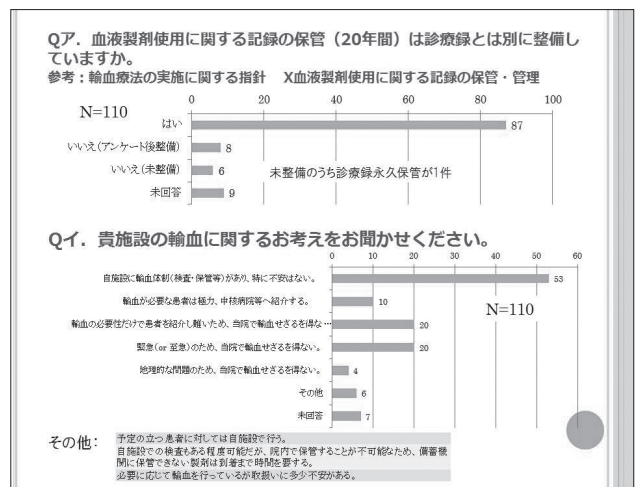 Qア．血液製剤使用に関する記録の保管（20年間）は診療録とは別に整備し
ていますか。
参考：輸血療法の実施に関する指針　X血液製剤使用に関する記録の保管・管理
N=110
0 20 40 60 80 100
はい 87
いいえ(アンケート後整備) 8
いいえ(未整備) 6
未整備のうち診療録永久保管が1件
未回答 9
Qイ．貴施設の輸血に関するお考えをお聞かせください。
0 10 20 30 40 50 60
自施設に輸血体制(検査・保管等)があり、特に不安はない。 53
輸血が必要な患者は極力、中核病院等へ紹介する。 10
N=110
輸血の必要性だけで患者を紹介し難いため、当院で輸血せざるを得な… 20
緊急(or 至急)のため、当院で輸血せざるを得ない。 20
地理的な問題のため、当院で輸血せざるを得ない。 4
その他 6
未回答 7
その他：
予定の立つ患者に対しては自施設で行う。
自施設での検査もある程度可能だが、院内で保管することが不可能なため、備蓄機
関に保管できない製剤は到着まで時間を要する。
必要に応じて輸血を行っているが取扱いに多少不安がある。